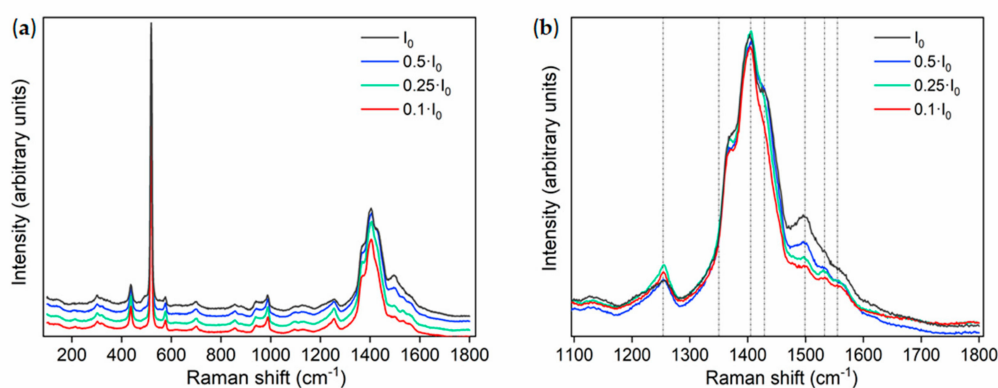 (a)
I0
0.5·I0
0.25·I0
0.1·I0
Intensity (arbitrary units)
200 400 600 800 1000 1200 1400 1600 1800
Raman shift (cm-1)
(b)
I0
0.5·I0
0.25·I0
0.1·I0
Intensity (arbitrary units)
1100 1200 1300 1400 1500 1600 1700 1800
Raman shift (cm-1)